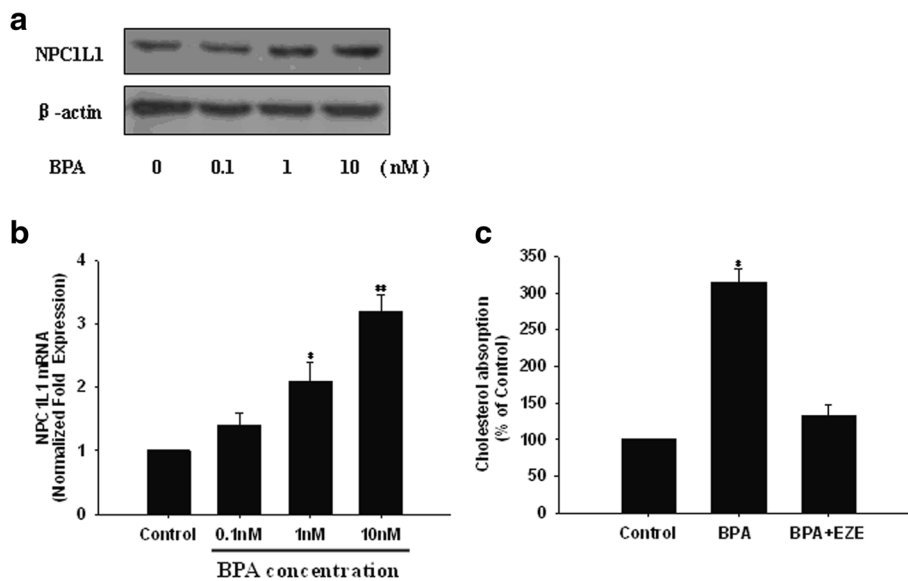 a
NPC1L1
β-actin
BPA 0 0.1 1 10 (nM)
b
NPC1L1 mRNA
(Normalized Fold Expression)
4
3
2
1
0
*
**
Control 0.1nM 1nM 10nM
BPA concentration
c
Cholesterol absorption
(% of Control)
350
300
250
200
150
100
50
0
*
Control BPA BPA+EZE